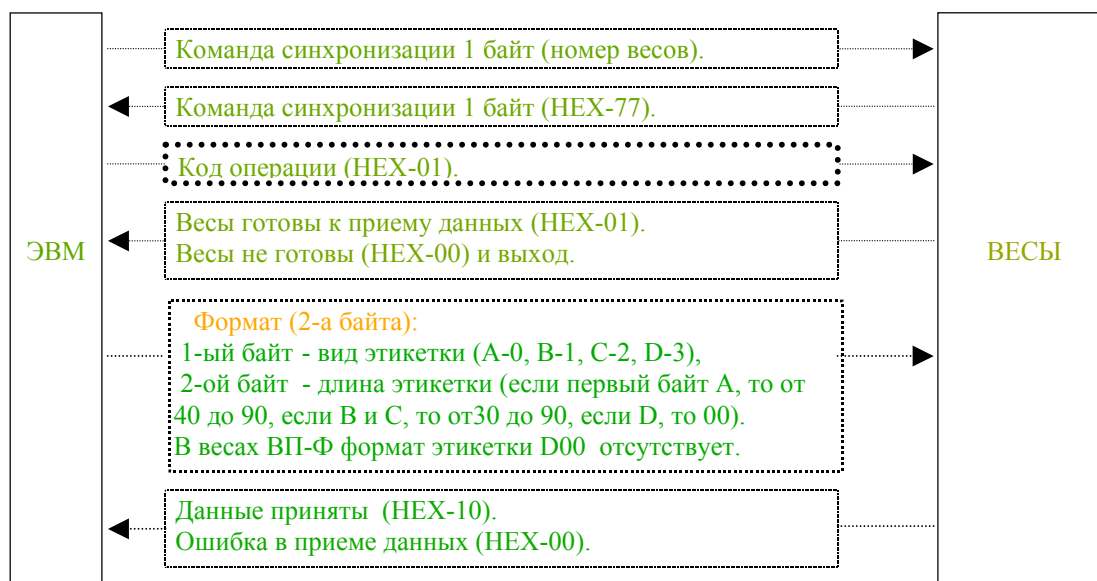 Команда синхронизации 1 байт (номер весов).
Команда синхронизации 1 байт (HEX-77).
Код операции (HEX-01).
Весы готовы к приему данных (HEX-01).
Весы не готовы (HEX-00) и выход.
ЭВМ
ВЕСЫ
Формат (2-а байта):
1-ый байт - вид этикетки (А-0, В-1, С-2, D-3),
2-ой байт - длина этикетки (если первый байт А, то от
40 до 90, если В и С, то от30 до 90, если D, то 00).
В весах ВП-Ф формат этикетки D00 отсутствует.
Данные приняты (HEX-10).
Ошибка в приеме данных (HEX-00).